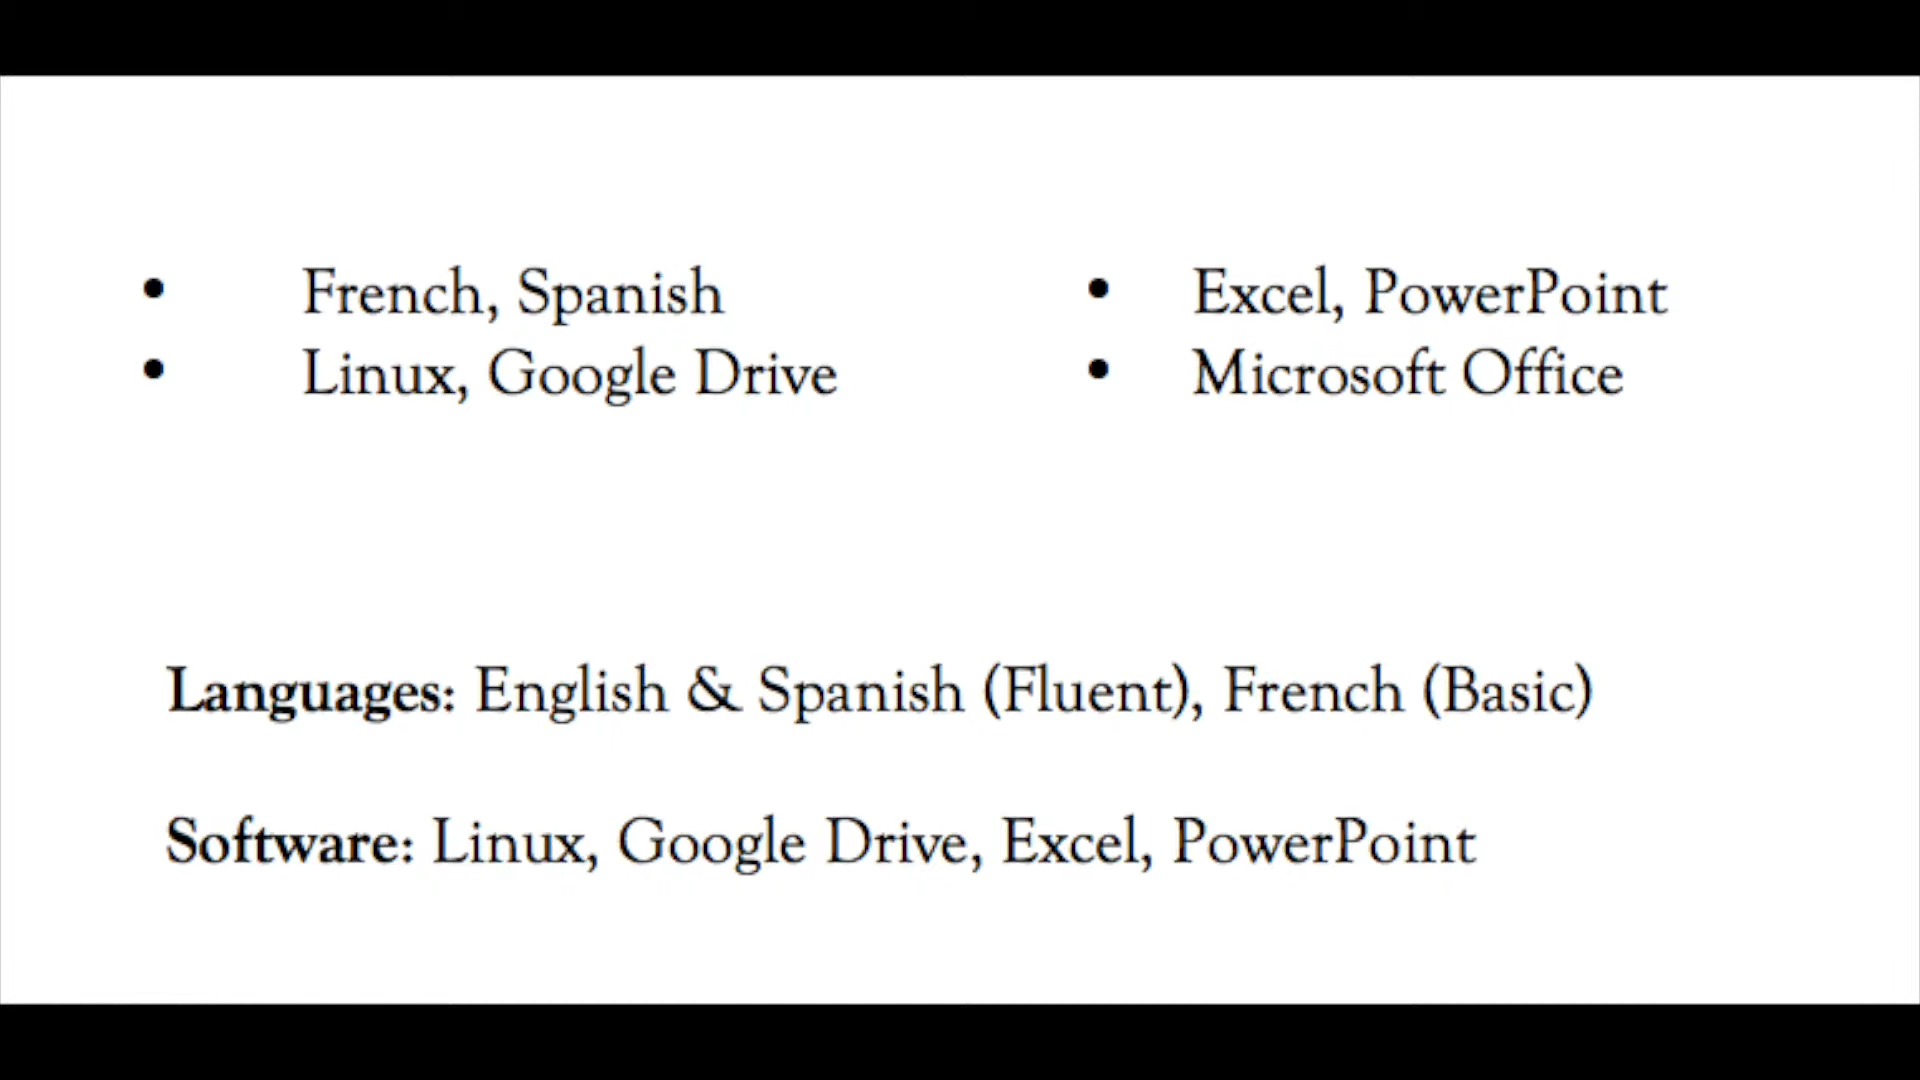 • French, Spanish
• Linux, Google Drive
• Excel, PowerPoint
• Microsoft Office
Languages: English & Spanish (Fluent), French (Basic)
Software: Linux, Google Drive, Excel, PowerPoint